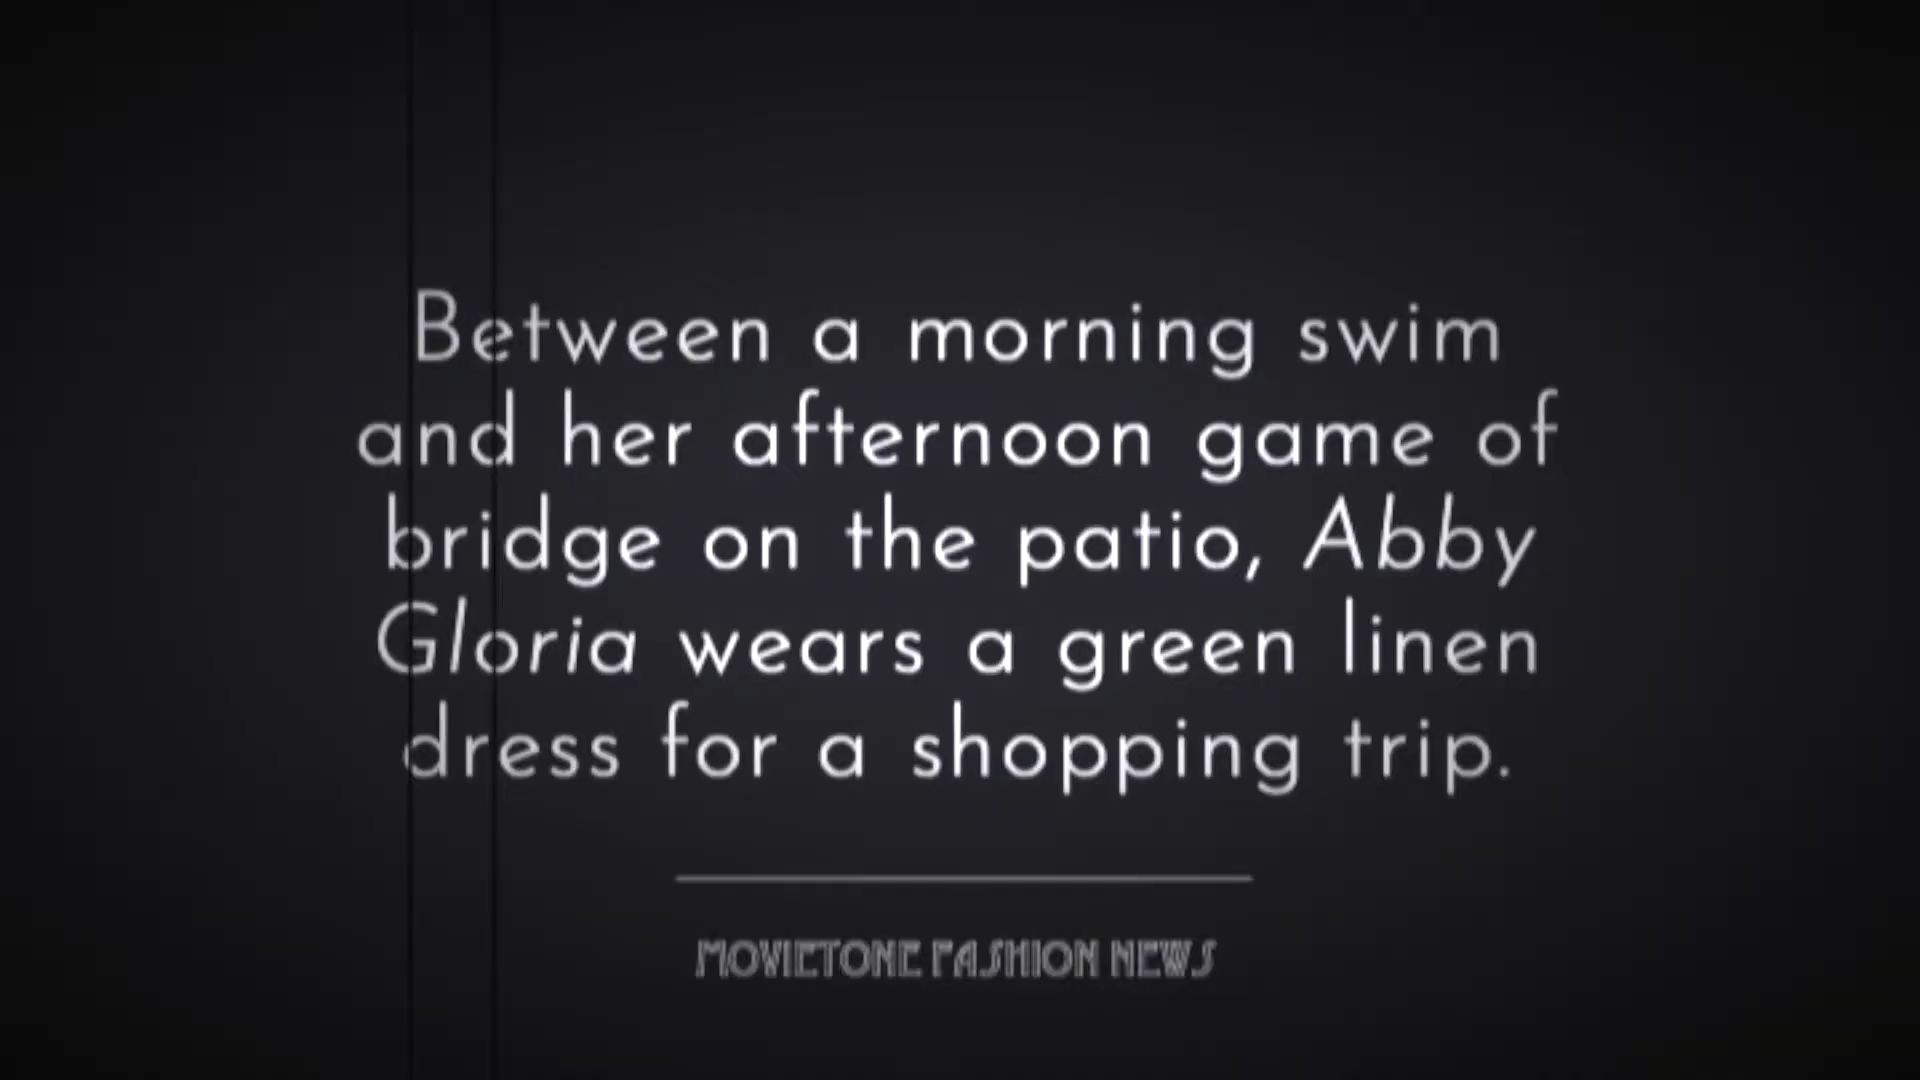 Between a morning swim
and her afternoon game of
bridge on the patio, Abby
Gloria wears a green linen
dress for a shopping trip.
MOVIETONE FASHION NEWS